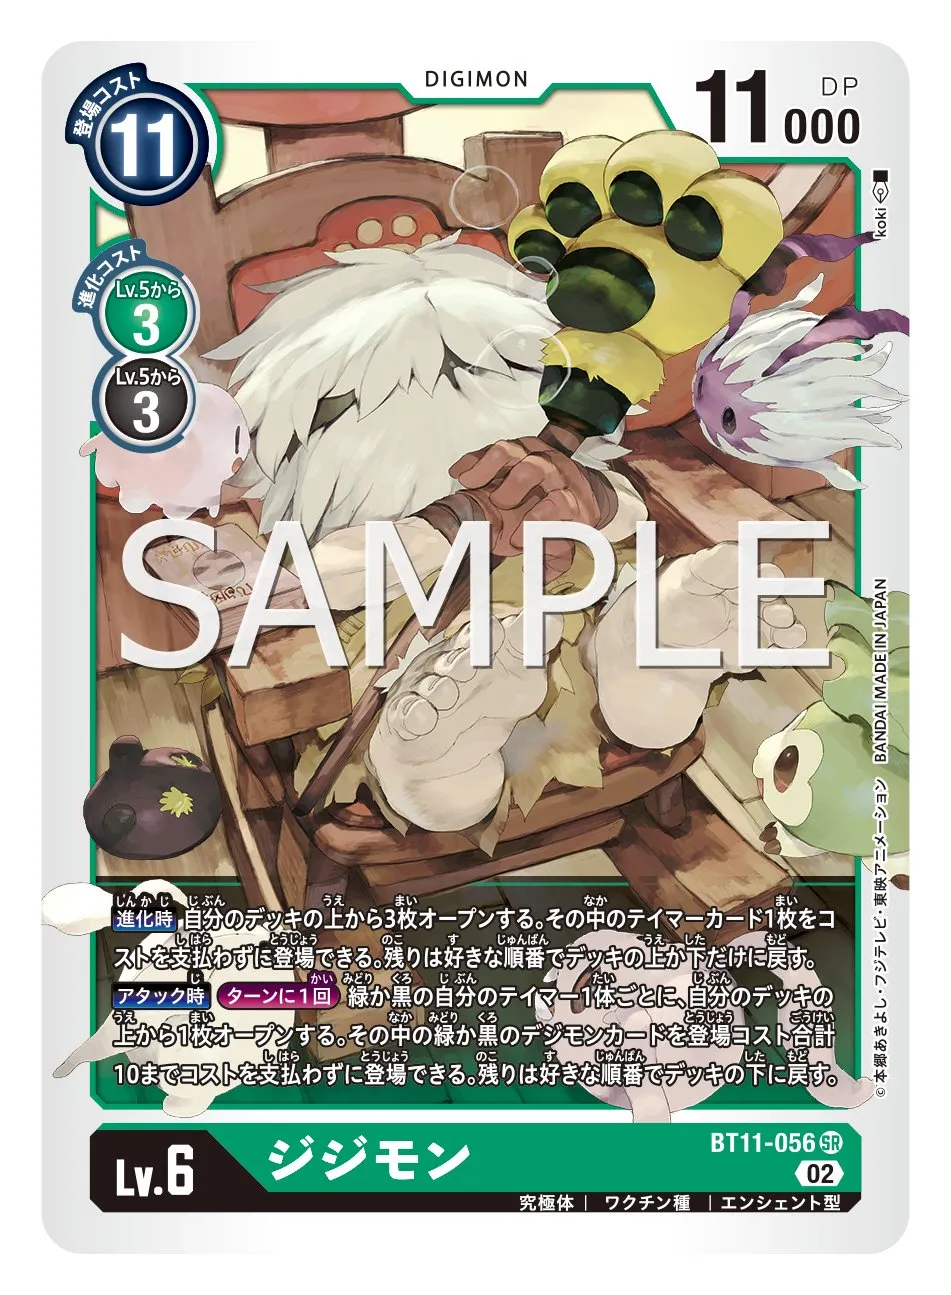 DIGIMON
登場コスト
11
11000
DP
koki
進化コスト
Lv.5から
3
Lv.5から
3
SAMPLE
進化時 自分のデッキの上から3枚オープンする。その中のテイマーカード1枚をコ
ストを支払わずに登場できる。残りは好きな順番でデッキの上か下だけに戻す。
アタック時 ターンに1回 緑か黒の自分のテイマー1体ごとに、自分のデッキの
上から1枚オープンする。その中の緑か黒のデジモンカードを登場コスト合計
10までコストを支払わずに登場できる。残りは好きな順番でデッキの下に戻す。
©本郷あきよし・フジテレビ・東映アニメーション BANDAI MADE IN JAPAN
Lv.6
ジジモン
BT11-056 SR
02
究極体 | ワクチン種 | エンシェント型